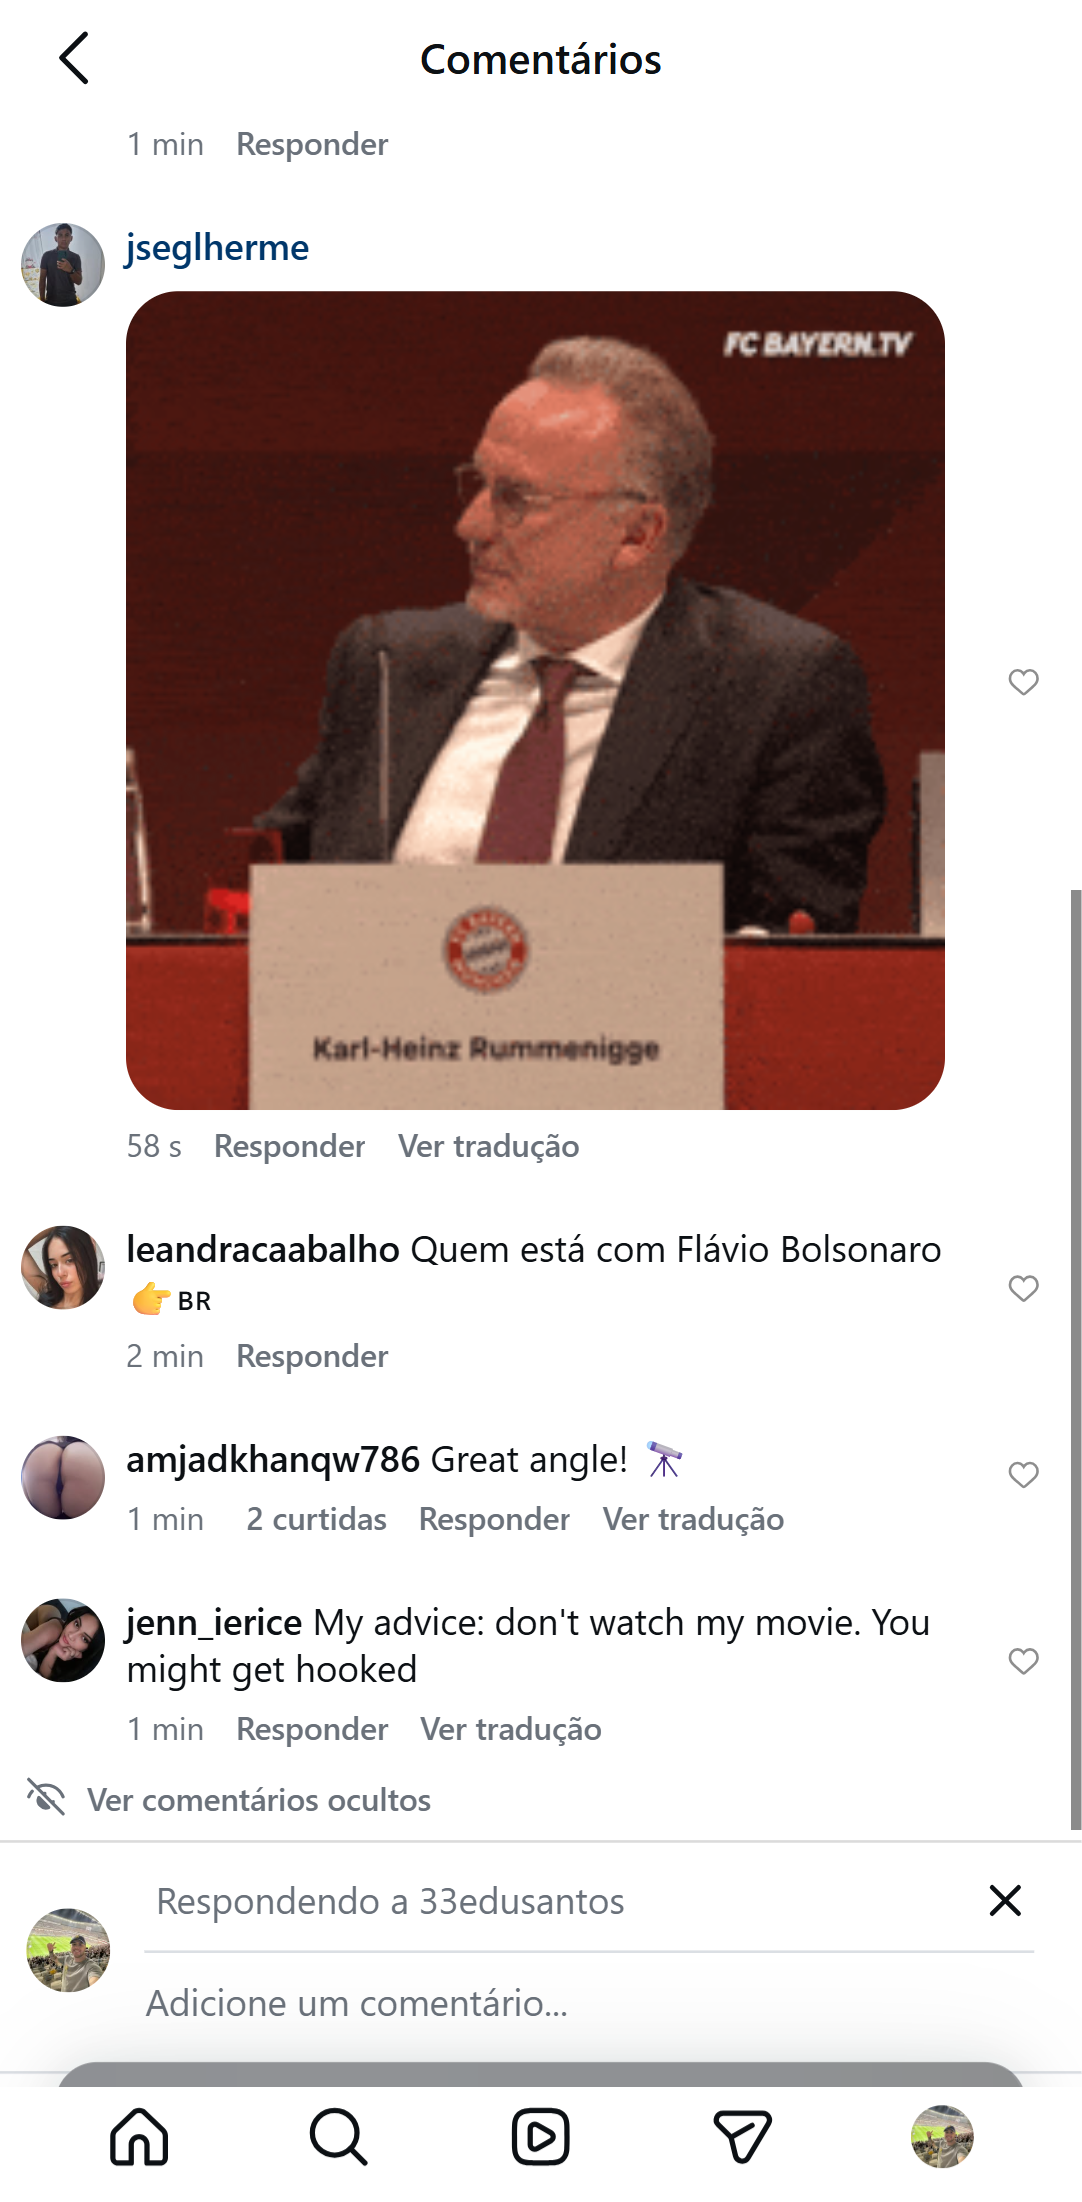 Comentários
1 min Responder
jseglherme
FC BAYERN.TV
Karl-Heinz Rummenigge
58 s Responder Ver tradução
leandracaabalho Quem está com Flávio Bolsonaro
👉 BR
2 min Responder
amjadkhanqw786 Great angle! 🔭
1 min 2 curtidas Responder Ver tradução
jenn_ierice My advice: don't watch my movie. You
might get hooked
1 min Responder Ver tradução
Ver comentários ocultos
Respondendo a 33edusantos
Adicione um comentário...